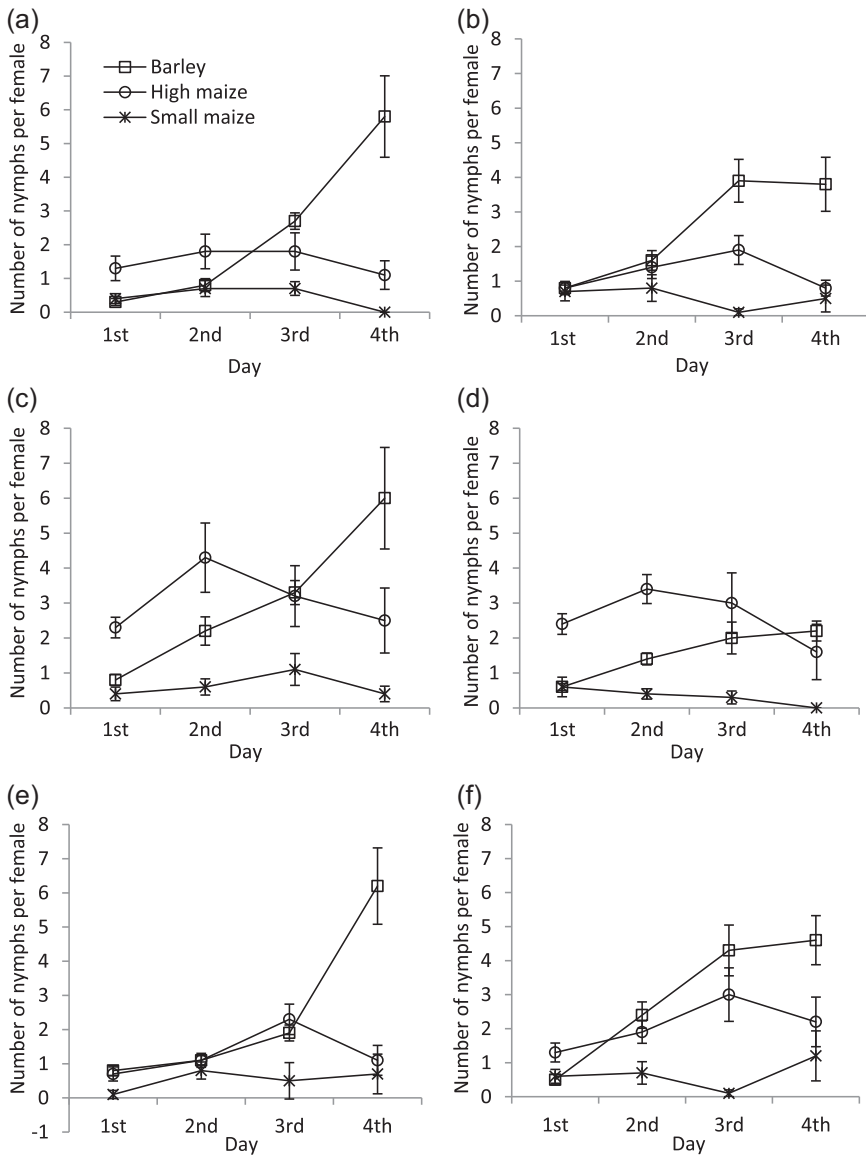 (a)
Number of nymphs per female
8
7
6
5
4
3
2
1
0
Barley
High maize
Small maize
1st 2nd 3rd 4th
Day
(b)
Number of nymphs per female
8
7
6
5
4
3
2
1
0
1st 2nd 3rd 4th
Day
(c)
Number of nymphs per female
8
7
6
5
4
3
2
1
0
1st 2nd 3rd 4th
Day
(d)
Number of nymphs per female
8
7
6
5
4
3
2
1
0
1st 2nd 3rd 4th
Day
(e)
Number of nymphs per female
8
7
6
5
4
3
2
1
0
-1
1st 2nd 3rd 4th
Day
(f)
Number of nymphs per female
8
7
6
5
4
3
2
1
0
1st 2nd 3rd 4th
Day